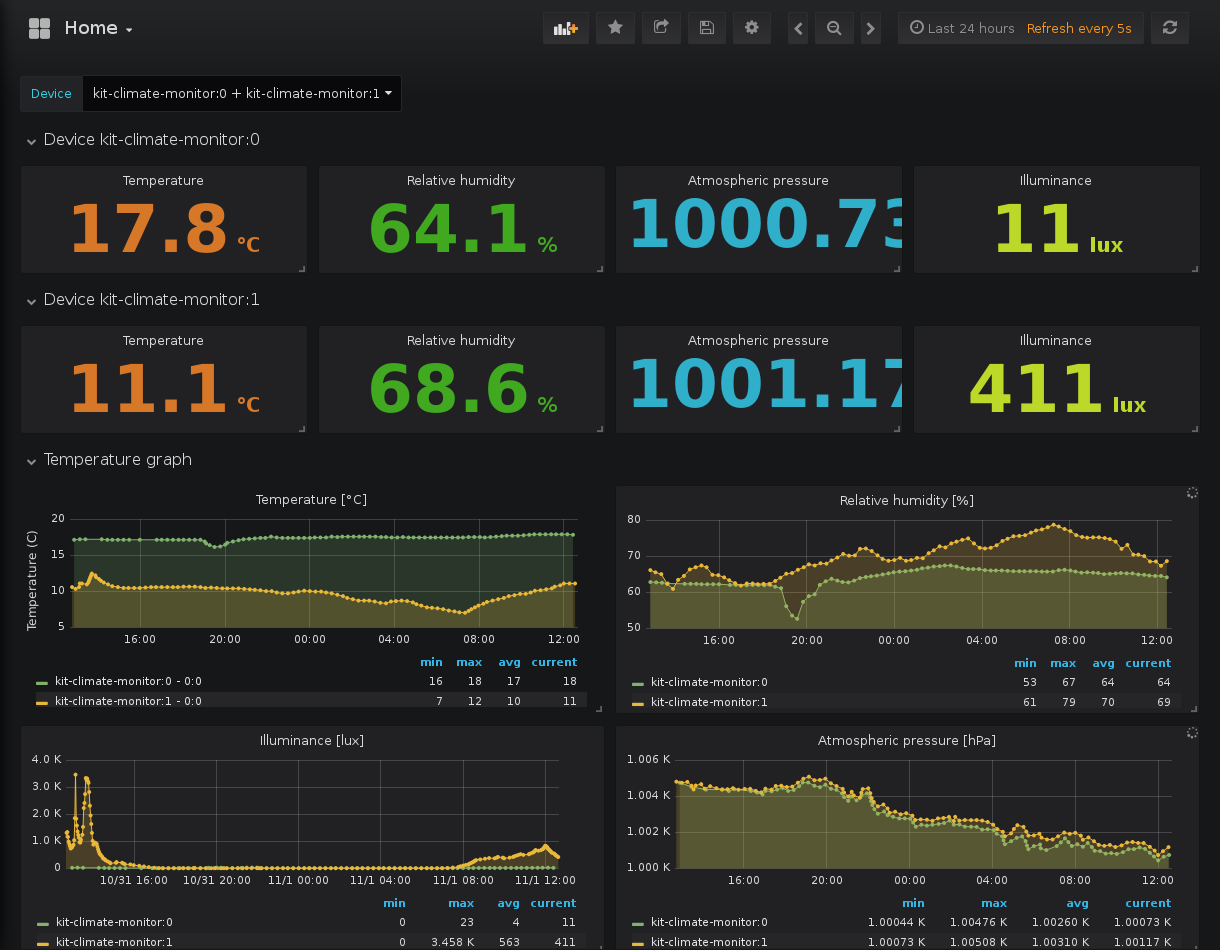 Home
Last 24 hours Refresh every 5s
Device kit-climate-monitor:0 + kit-climate-monitor:1
Device kit-climate-monitor:0
Temperature Relative humidity Atmospheric pressure Illuminance
17.8 °C 64.1 % 1000.73 11 lux
Device kit-climate-monitor:1
Temperature Relative humidity Atmospheric pressure Illuminance
11.1 °C 68.6 % 1001.17 411 lux
Temperature graph
Temperature [°C]
Temperature (C)
20
15
10
5
16:00 20:00 00:00 04:00 08:00 12:00
min max avg current
kit-climate-monitor:0 - 0:0 16 18 17 18
kit-climate-monitor:1 - 0:0 7 12 10 11
Relative humidity [%]
80
70
60
50
16:00 20:00 00:00 04:00 08:00 12:00
min max avg current
kit-climate-monitor:0 53 67 64 64
kit-climate-monitor:1 61 79 70 69
Illuminance [lux]
4.0 K
3.0 K
2.0 K
1.0 K
0
10/31 16:00 10/31 20:00 11/1 00:00 11/1 04:00 11/1 08:00 11/1 12:00
min max avg current
kit-climate-monitor:0 0 23 4 11
kit-climate-monitor:1 0 3.458 K 563 411
Atmospheric pressure [hPa]
1.006 K
1.004 K
1.002 K
1.000 K
16:00 20:00 00:00 04:00 08:00 12:00
min max avg current
kit-climate-monitor:0 1.00044 K 1.00476 K 1.00260 K 1.00073 K
kit-climate-monitor:1 1.00073 K 1.00508 K 1.00310 K 1.00117 K